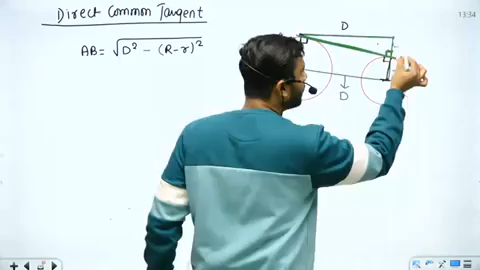 Direct Common Tangent
AB = √D² − (R−r)²
D
D
13:34